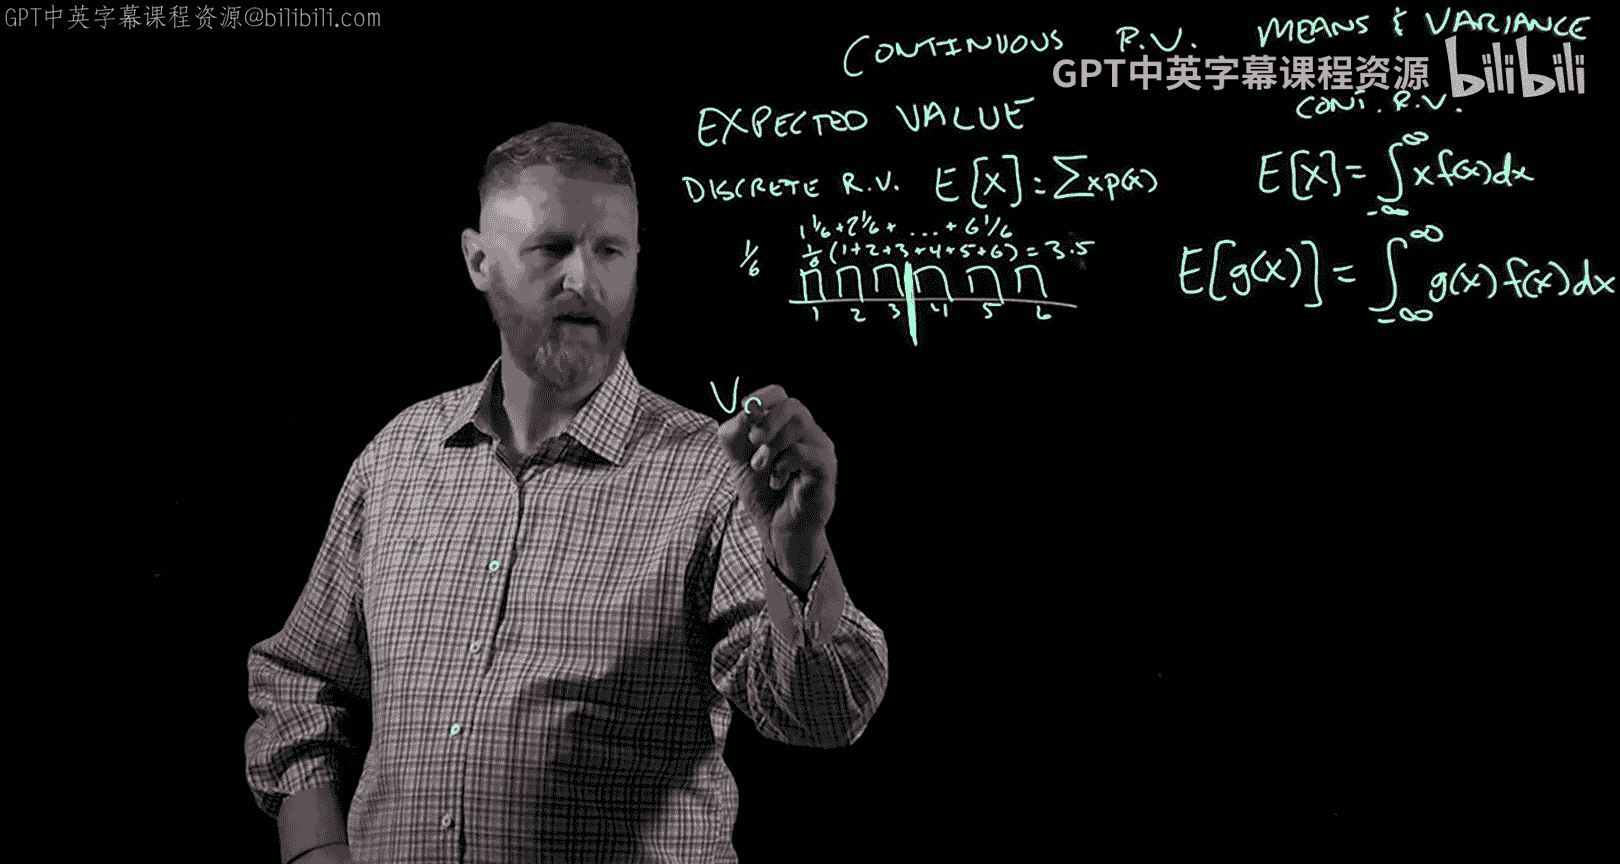 GPT中英字幕课程资源@bilibili.com
CONTINUOUS R.V. MEANS & VARIANCE
GPT中英字幕课程资源 bilibili
EXPECTED VALUE
CONT. R.V.
DISCRETE R.V. E[X] = ∑xp(x)
E[X] = ∫_{-∞}^{∞} x f(x) dx
1 1/6 + 2 1/6 + ... + 6 1/6
1/6
1/6 (1+2+3+4+5+6) = 3.5
1 2 3 4 5 6
E[g(x)] = ∫_{-∞}^{∞} g(x) f(x) dx
Va